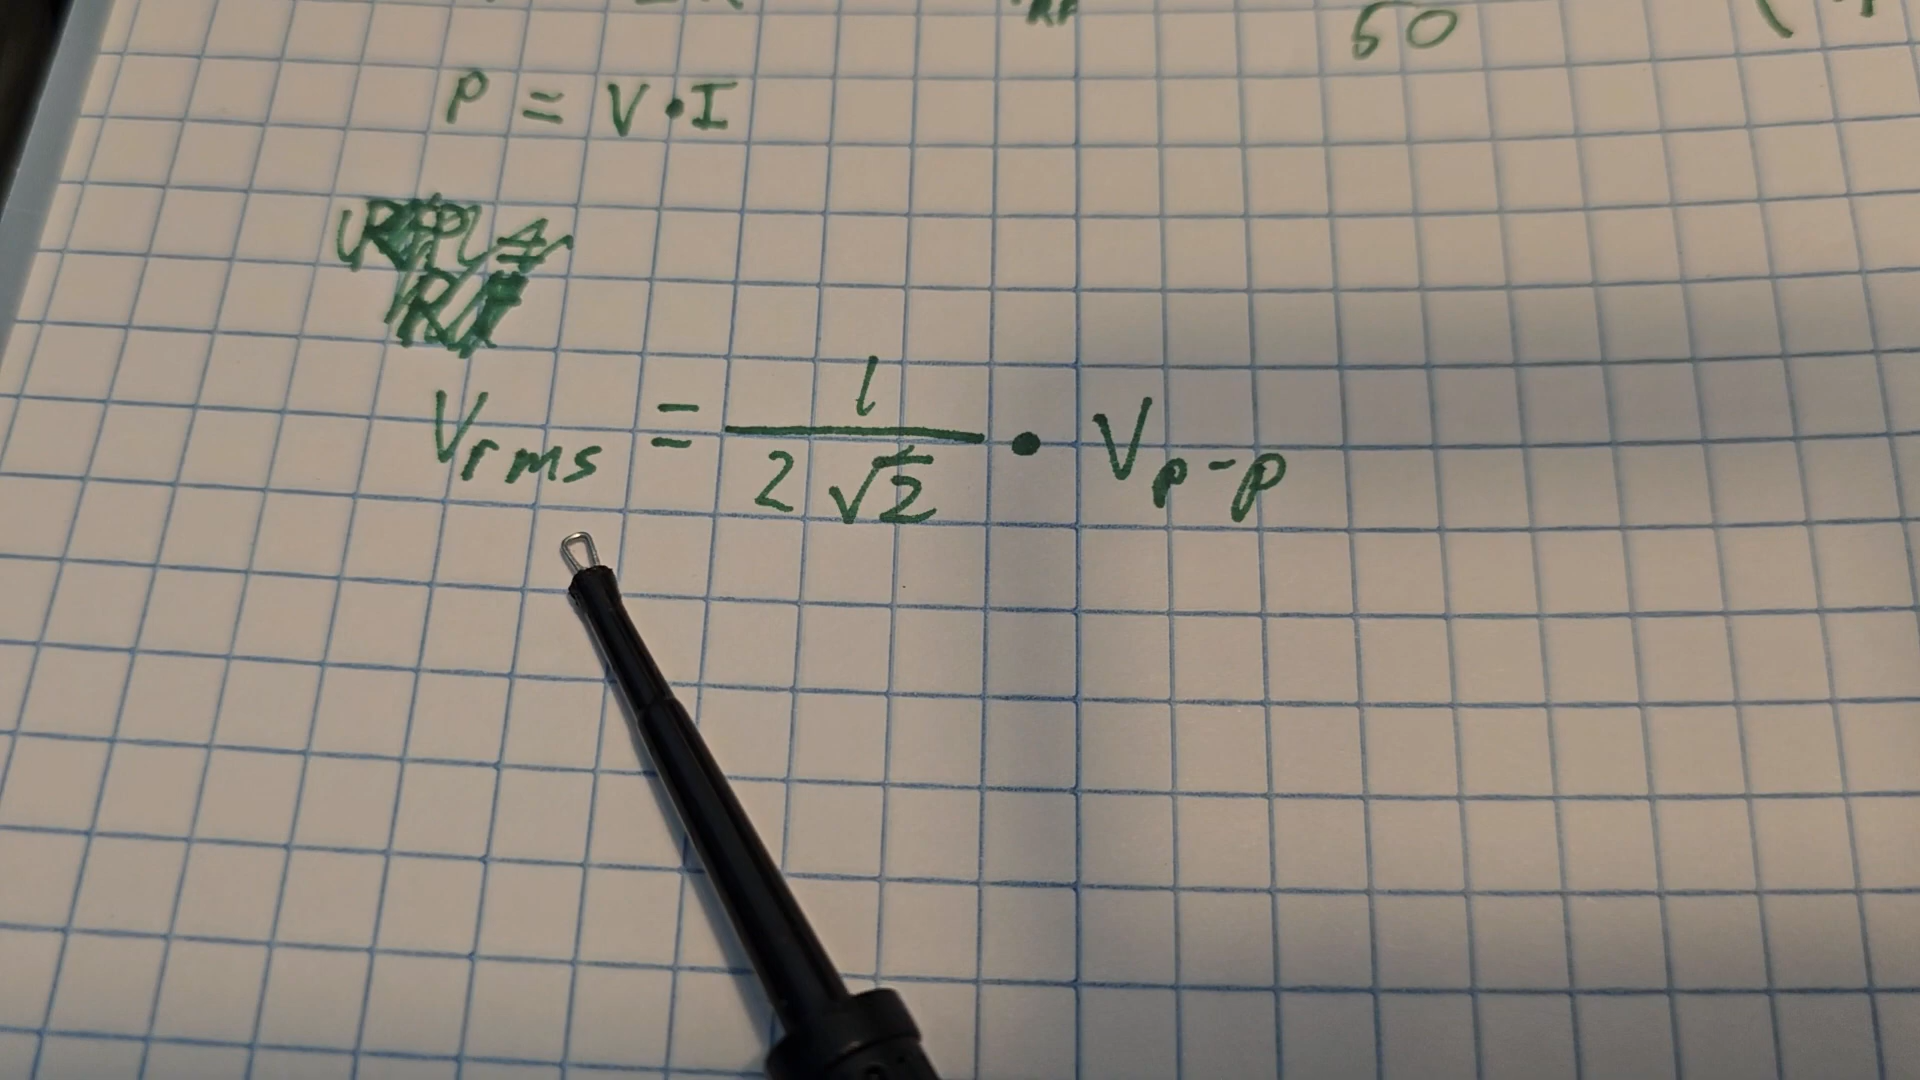 50
P = V•I
Vrms = 1 / 2√2 • Vp-p